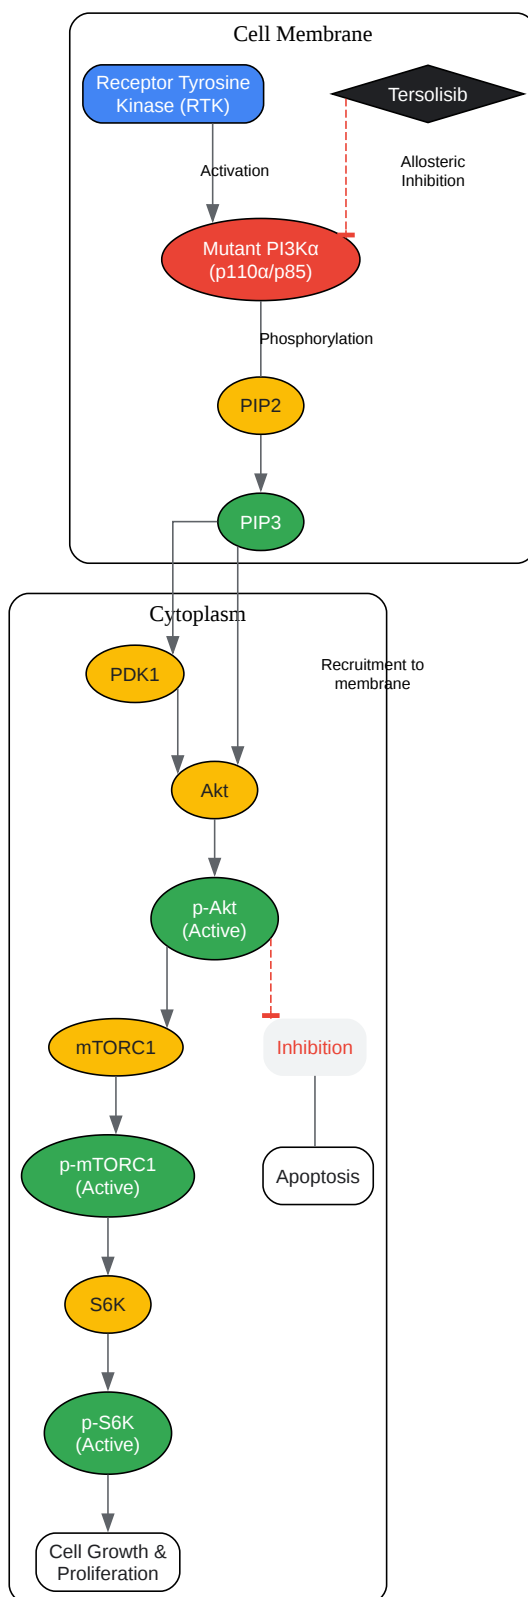 Cell Membrane
Receptor Tyrosine
Kinase (RTK)
Tersolisib
Activation
Allosteric
Inhibition
Mutant PI3Kα
(p110α/p85)
Phosphorylation
PIP2
PIP3
Cytoplasm
PDK1
Recruitment to
membrane
Akt
p-Akt
(Active)
mTORC1
Inhibition
p-mTORC1
(Active)
Apoptosis
S6K
p-S6K
(Active)
Cell Growth &
Proliferation